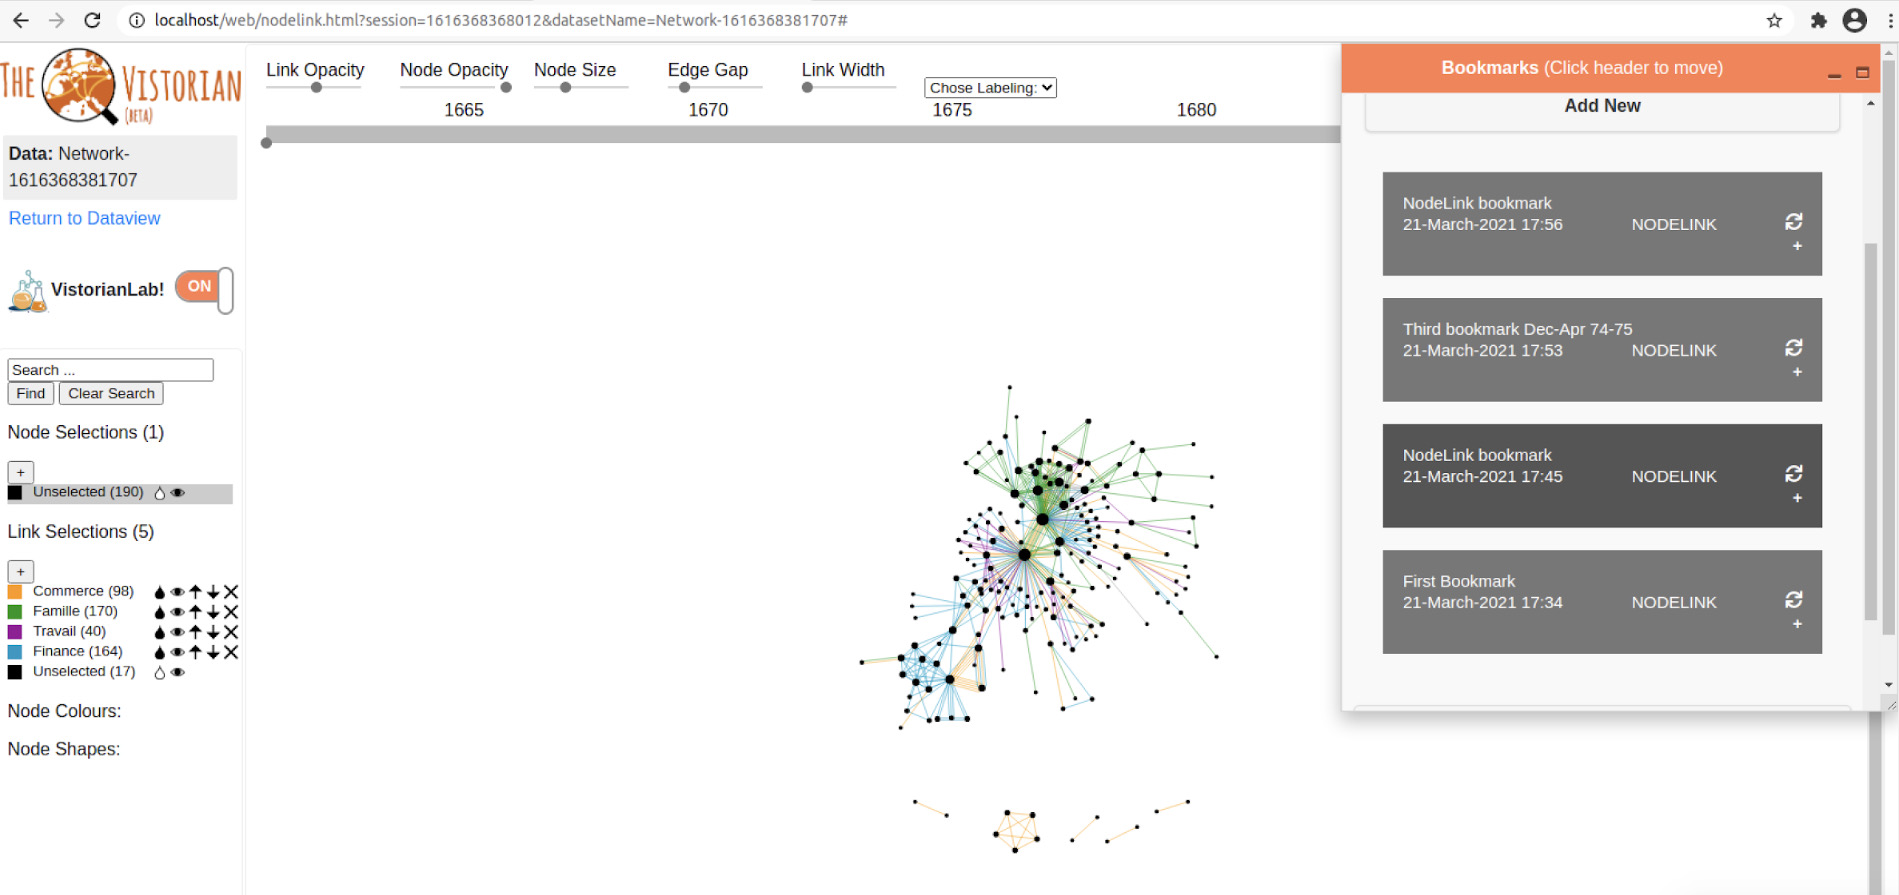 localhost/web/nodelink.html?session=1616368368012&datasetName=Network-1616368381707#
THE VISTORIAN
(BETA)
Data: Network-
1616368381707
Return to Dataview
VistorianLab!
ON
Search ...
Find
Clear Search
Node Selections (1)
+
Unselected (190)
Link Selections (5)
+
Commerce (98)
Famille (170)
Travail (40)
Finance (164)
Unselected (17)
Node Colours:
Node Shapes:
Link Opacity
Node Opacity
Node Size
Edge Gap
Link Width
Chose Labeling:
1665
1670
1675
1680
Bookmarks (Click header to move)
Add New
NodeLink bookmark
21-March-2021 17:56 NODELINK
+
Third bookmark Dec-Apr 74-75
21-March-2021 17:53 NODELINK
+
NodeLink bookmark
21-March-2021 17:45 NODELINK
+
First Bookmark
21-March-2021 17:34 NODELINK
+